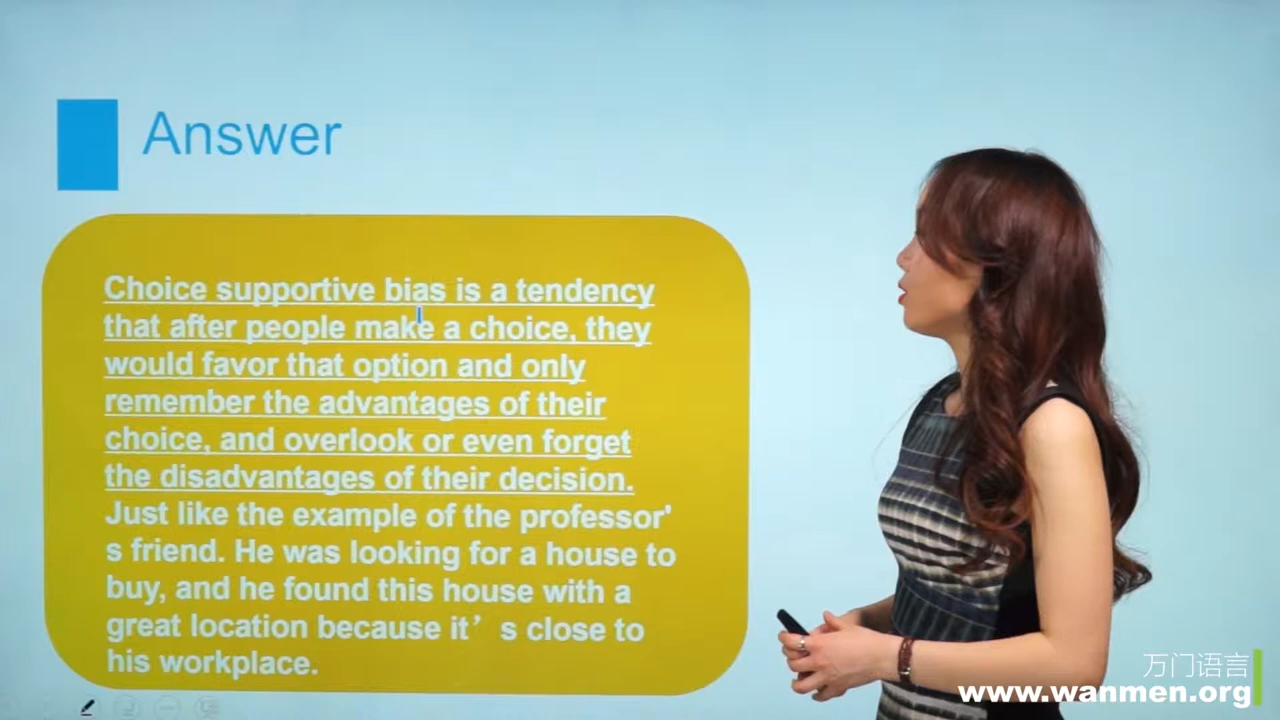 Answer
Choice supportive bias is a tendency
that after people make a choice, they
would favor that option and only
remember the advantages of their
choice, and overlook or even forget
the disadvantages of their decision.
Just like the example of the professor'
s friend. He was looking for a house to
buy, and he found this house with a
great location because it’s close to
his workplace.
万门语言
www.wanmen.org